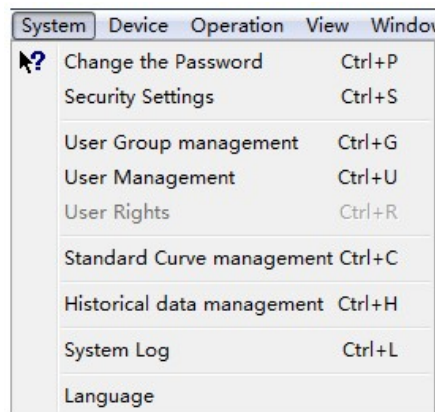 System Device Operation View Windo
Change the Password Ctrl+P
Security Settings Ctrl+S
User Group management Ctrl+G
User Management Ctrl+U
User Rights Ctrl+R
Standard Curve management Ctrl+C
Historical data management Ctrl+H
System Log Ctrl+L
Language